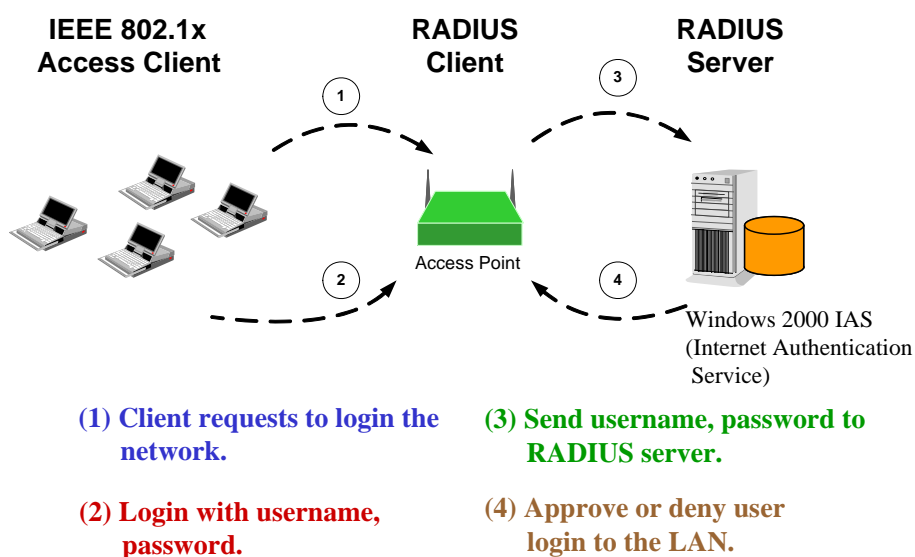 IEEE 802.1x
Access Client
RADIUS
Client
RADIUS
Server
1
3
Access Point
2
4
Windows 2000 IAS
(Internet Authentication
Service)
(1) Client requests to login the
network.
(2) Login with username,
password.
(3) Send username, password to
RADIUS server.
(4) Approve or deny user
login to the LAN.